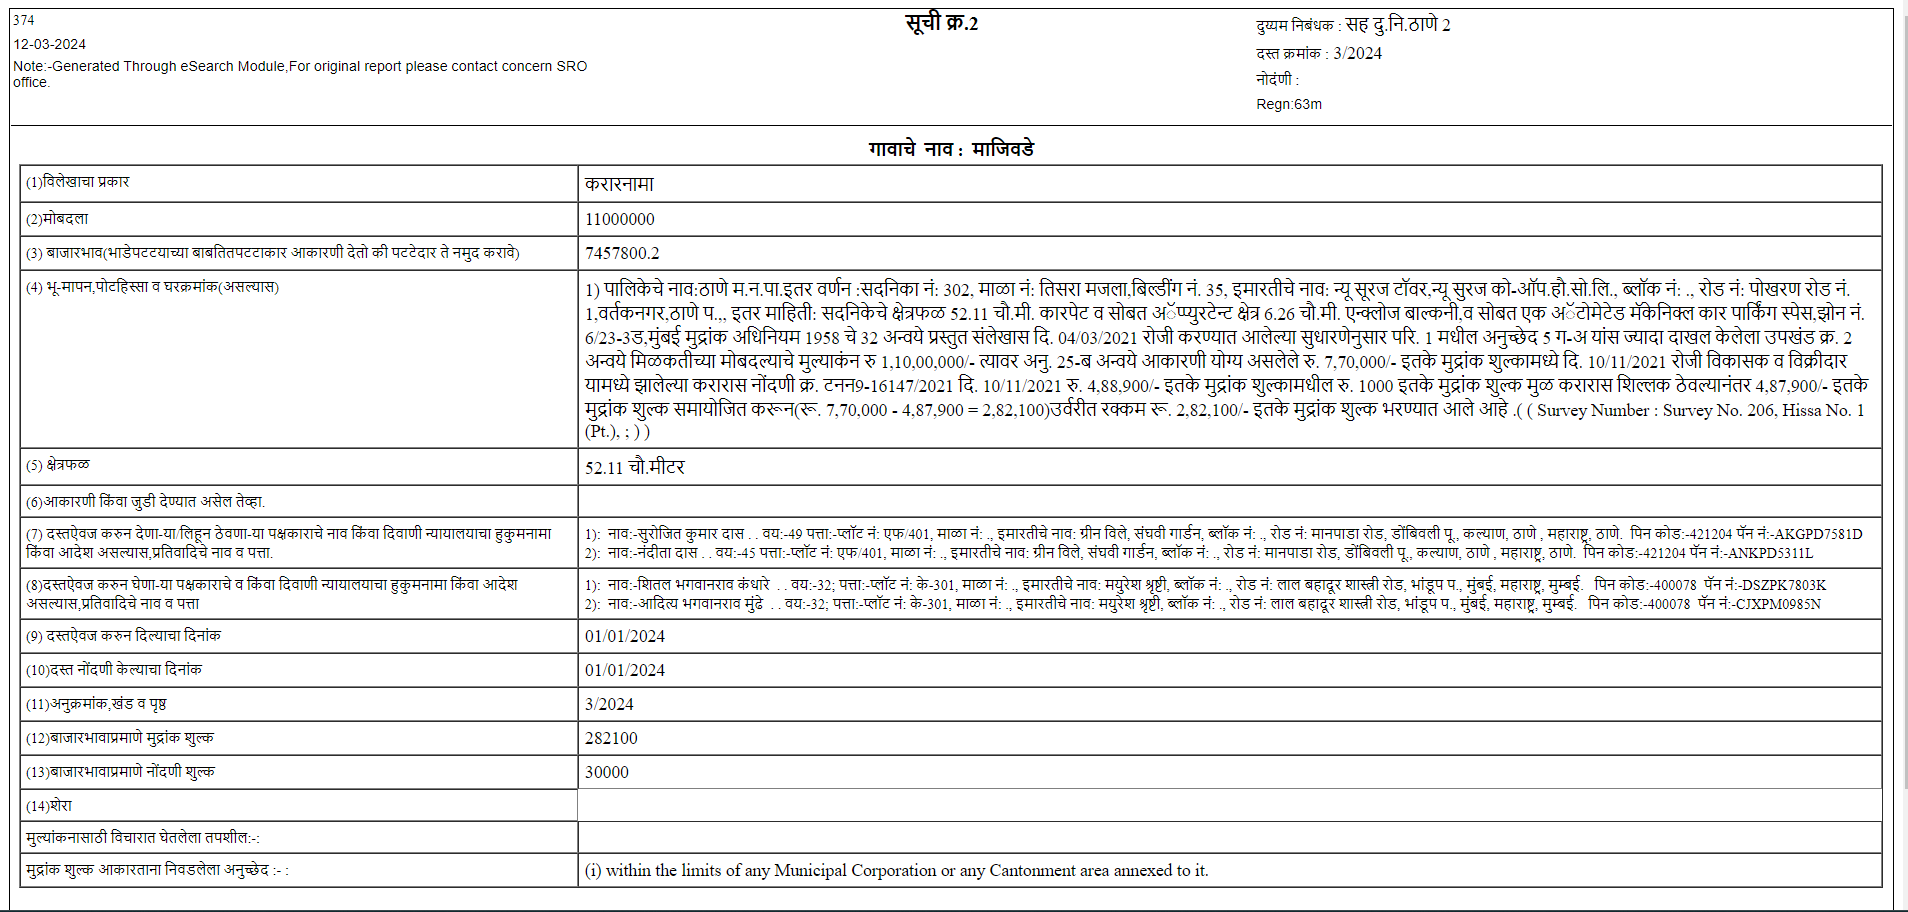 374
12-03-2024
Note:-Generated Through eSearch Module,For original report please contact concern SRO
office.
सूची क्र.2
दुय्यम निबंधक : सह दु.नि.ठाणे 2
दस्त क्रमांक : 3/2024
नोदंणी :
Regn:63m
गावाचे नाव : माजिवडे
(1)विलेखाचा प्रकार
करारनामा
(2)मोबदला
11000000
(3) बाजारभाव(भाडेपटटयाच्या बाबतितपटटाकार आकारणी देतो की पटटेदार ते नमुद करावे)
7457800.2
(4) भू-मापन,पोटहिस्सा व घरक्रमांक(असल्यास)
1) पालिकेचे नाव:ठाणे म.न.पा.इतर वर्णन :सदनिका नं: 302, माळा नं: तिसरा मजला,बिल्डींग नं. 35, इमारतीचे नाव: न्यू सूरज टॉवर,न्यू सुरज को-ऑप.हौ.सो.लि., ब्लॉक नं: ., रोड नं: पोखरण रोड नं.
1,वर्तकनगर,ठाणे प.,, इतर माहिती: सदनिकेचे क्षेत्रफळ 52.11 चौ.मी. कारपेट व सोबत अॅप्युरटेन्ट क्षेत्र 6.26 चौ.मी. एन्क्लोज बाल्कनी,व सोबत एक अॅटोमेटेड मॅकेनिक्ल कार पार्किंग स्पेस,झोन नं.
6/23-3ड,मुंबई मुद्रांक अधिनियम 1958 चे 32 अन्वये प्रस्तुत संलेखास दि. 04/03/2021 रोजी करण्यात आलेल्या सुधारणेनुसार परि. 1 मधील अनुच्छेद 5 ग-अ यांस ज्यादा दाखल केलेला उपखंड क्र. 2
अन्वये मिळकतीच्या मोबदल्याचे मुल्याकंन रु 1,10,00,000/- त्यावर अनु. 25-ब अन्वये आकारणी योग्य असलेले रु. 7,70,000/- इतके मुद्रांक शुल्कामध्ये दि. 10/11/2021 रोजी विकासक व विक्रीदार
यामध्ये झालेल्या करारास नोंदणी क्र. टनन9-16147/2021 दि. 10/11/2021 रु. 4,88,900/- इतके मुद्रांक शुल्कामधील रु. 1000 इतके मुद्रांक शुल्क मुळ करारास शिल्लक ठेवल्यानंतर 4,87,900/- इतके
मुद्रांक शुल्क समायोजित करून(रू. 7,70,000 - 4,87,900 = 2,82,100)उर्वरीत रक्कम रू. 2,82,100/- इतके मुद्रांक शुल्क भरण्यात आले आहे .( ( Survey Number : Survey No. 206, Hissa No. 1
(Pt.), ; ) )
(5) क्षेत्रफळ
52.11 चौ.मीटर
(6)आकारणी किंवा जुडी देण्यात असेल तेव्हा.
(7) दस्तऐवज करुन देणा-या/लिहून ठेवणा-या पक्षकाराचे नाव किंवा दिवाणी न्यायालयाचा हुकुमनामा
किंवा आदेश असल्यास,प्रतिवादिचे नाव व पत्ता.
1): नाव:-सुरोजित कुमार दास . . वय:-49 पत्ता:-प्लॉट नं: एफ/401, माळा नं: ., इमारतीचे नाव: ग्रीन विले, संघवी गार्डन, ब्लॉक नं: ., रोड नं: मानपाडा रोड, डोंबिवली पू., कल्याण, ठाणे , महाराष्ट्र, ठाणे. पिन कोड:-421204 पॅन नं:-AKGPD7581D
2): नाव:-नंदीता दास . . वय:-45 पत्ता:-प्लॉट नं: एफ/401, माळा नं: ., इमारतीचे नाव: ग्रीन विले, संघवी गार्डन, ब्लॉक नं: ., रोड नं: मानपाडा रोड, डोंबिवली पू., कल्याण, ठाणे , महाराष्ट्र, ठाणे. पिन कोड:-421204 पॅन नं:-ANKPD5311L
(8)दस्तऐवज करुन घेणा-या पक्षकाराचे व किंवा दिवाणी न्यायालयाचा हुकुमनामा किंवा आदेश
असल्यास,प्रतिवादिचे नाव व पत्ता
1): नाव:-शितल भगवानराव कंधारे . . वय:-32; पत्ता:-प्लॉट नं: के-301, माळा नं: ., इमारतीचे नाव: मयुरेश श्रृष्टी, ब्लॉक नं: ., रोड नं: लाल बहादूर शास्त्री रोड, भांडूप प., मुंबई, महाराष्ट्र, मुम्बई. पिन कोड:-400078 पॅन नं:-DSZPK7803K
2): नाव:-आदित्य भगवानराव मुंढे . . वय:-32; पत्ता:-प्लॉट नं: के-301, माळा नं: ., इमारतीचे नाव: मयुरेश श्रृष्टी, ब्लॉक नं: ., रोड नं: लाल बहादूर शास्त्री रोड, भांडूप प., मुंबई, महाराष्ट्र, मुम्बई. पिन कोड:-400078 पॅन नं:-CJXPM0985N
(9) दस्तऐवज करुन दिल्याचा दिनांक
01/01/2024
(10)दस्त नोंदणी केल्याचा दिनांक
01/01/2024
(11)अनुक्रमांक,खंड व पृष्ठ
3/2024
(12)बाजारभावाप्रमाणे मुद्रांक शुल्क
282100
(13)बाजारभावाप्रमाणे नोंदणी शुल्क
30000
(14)शेरा
मुल्यांकनासाठी विचारात घेतलेला तपशील:-:
मुद्रांक शुल्क आकारताना निवडलेला अनुच्छेद :- :
(i) within the limits of any Municipal Corporation or any Cantonment area annexed to it.